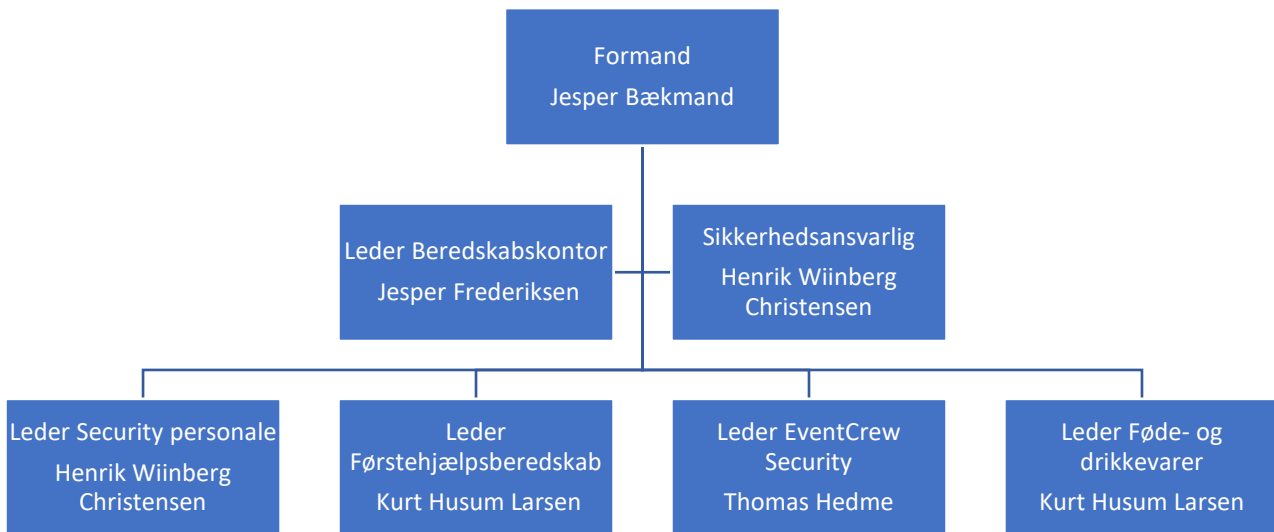 Formand
Jesper Bækmand
Leder Beredskabskontor
Jesper Frederiksen
Sikkerhedsansvarlig
Henrik Wiinberg
Christensen
Leder Security personale
Henrik Wiinberg
Christensen
Leder
Førstehjælpsberedskab
Kurt Husum Larsen
Leder EventCrew
Security
Thomas Hedme
Leder Føde- og
drikkevarer
Kurt Husum Larsen